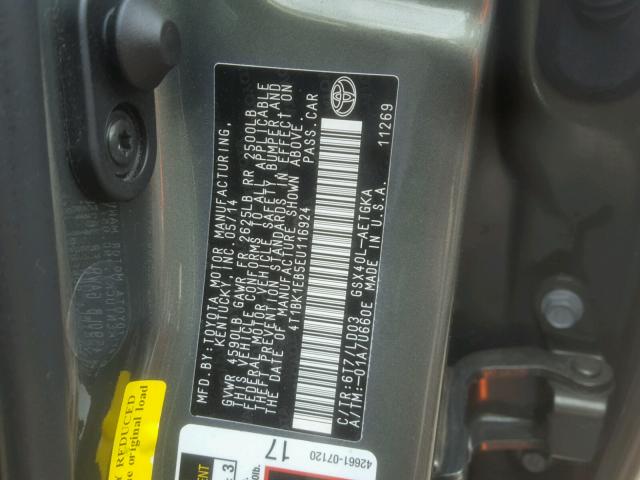 MFD.BY:TOYOTA MOTOR MANUFACTURING,
KENTUCKY, INC. 05/14
GVWR 4590LB GAWR FR 2625LB RR 2500LB
THIS VEHICLE CONFORMS TO ALL APPLICABLE
FEDERAL MOTOR VEHICLE SAFETY, BUMPER AND
THEFT PREVENTION STANDARDS IN EFFECT ON
THE DATE OF MANUFACTURE SHOWN ABOVE.
4T1BK1EB5EU116924 PASS.CAR
C/TR:6T7/LD03 GSX40L-AETGKA
A/TM:-01A/U660E MADE IN U.S.A. 11269
Y REDUCED
e original load
3
17
42661-07120